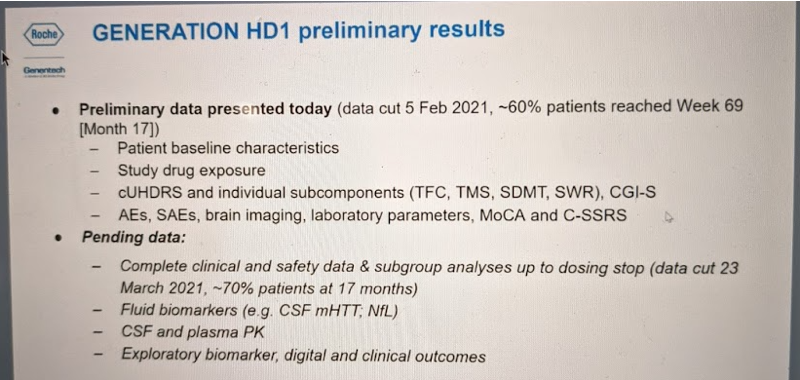 Roche
GENERATION HD1 preliminary results
Genentech
• Preliminary data presented today (data cut 5 Feb 2021, ~60% patients reached Week 69
[Month 17])
– Patient baseline characteristics
– Study drug exposure
– cUHDRS and individual subcomponents (TFC, TMS, SDMT, SWR), CGI-S
– AEs, SAEs, brain imaging, laboratory parameters, MoCA and C-SSRS
• Pending data:
– Complete clinical and safety data & subgroup analyses up to dosing stop (data cut 23
March 2021, ~70% patients at 17 months)
– Fluid biomarkers (e.g. CSF mHTT; NfL)
– CSF and plasma PK
– Exploratory biomarker, digital and clinical outcomes